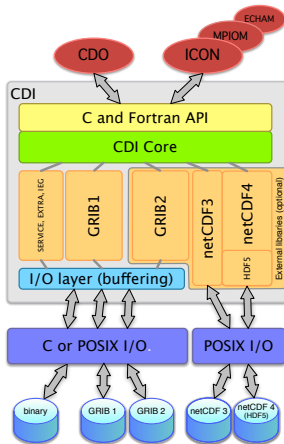 ECHAM
MPIOM
CDO
ICON
CDI
C and Fortran API
CDI Core
SERVICE, EXTRA, IEG
GRIB1
GRIB2
netCDF3
netCDF4
HDF5
External libraries (optional)
I/O layer (buffering)
C or POSIX I/O.
POSIX I/O
binary
GRIB 1
GRIB 2
netCDF 3
netCDF 4
(HDF5)